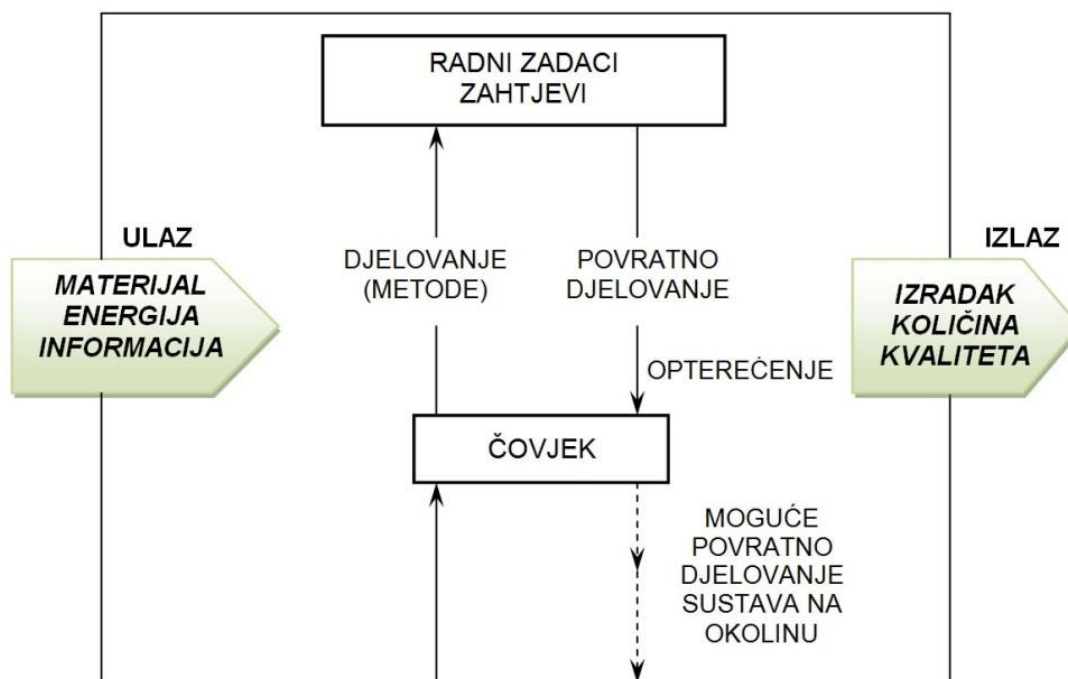 RADNI ZADACI
ZAHTJEVI
ULAZ
MATERIJAL
ENERGIJA
INFORMACIJA
DJELOVANJE
(METODE)
POVRATNO
DJELOVANJE
IZLAZ
IZRADAK
KOLIČINA
KVALITETA
OPTEREĆENJE
ČOVJEK
MOGUĆE
POVRATNO
DJELOVANJE
SUSTAVA NA
OKOLINU